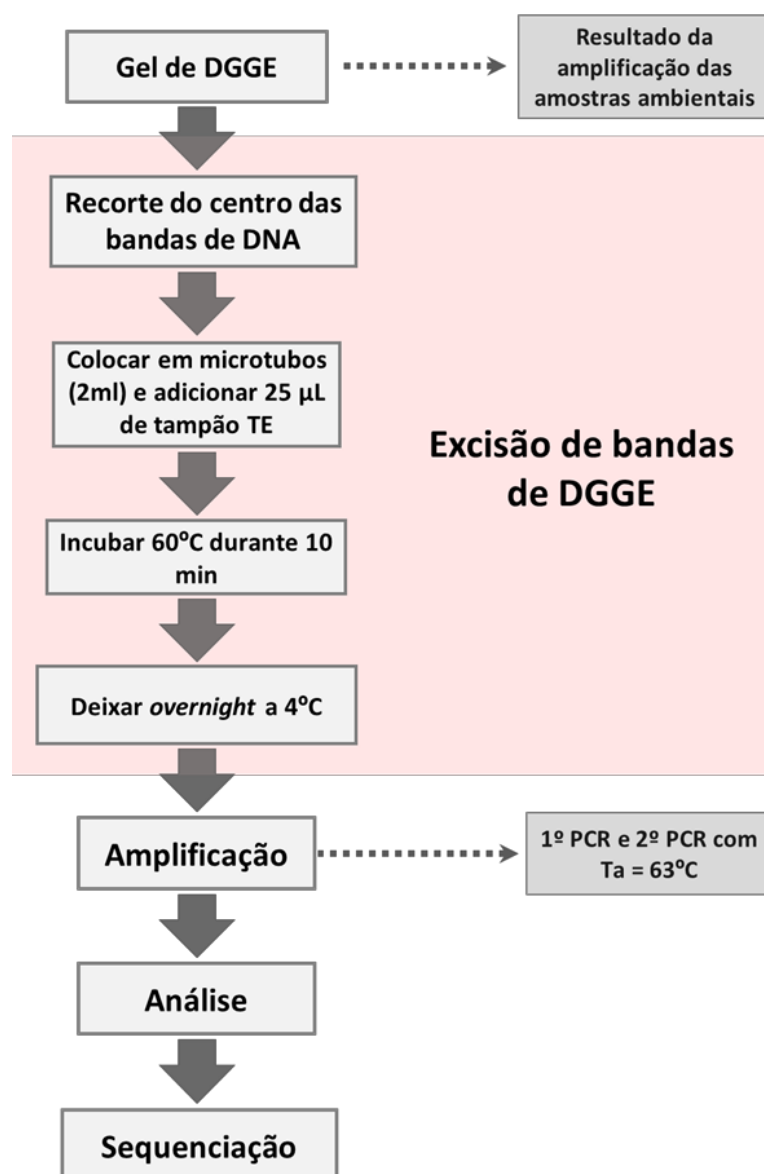 Gel de DGGE
Resultado da
amplificação das
amostras ambientais
Recorte do centro das
bandas de DNA
Colocar em microtubos
(2ml) e adicionar 25 µL
de tampão TE
Excisão de bandas
de DGGE
Incubar 60ºC durante 10
min
Deixar overnight a 4ºC
Amplificação
1º PCR e 2º PCR com
Ta = 63ºC
Análise
Sequenciação